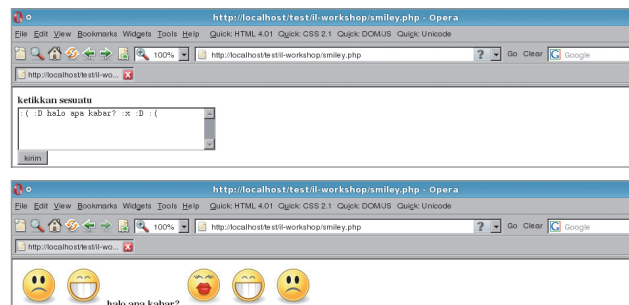 http://localhost/test/il-workshop/smiley.php - Opera
File Edit View Bookmarks Widgets Tools Help Quick: HTML 4.01 Quick: CSS 2.1 Quick: DOM:JS Quick: Unicode
100% http://localhost/test/il-workshop/smiley.php ? Go Clear G Google
http://localhost/test/il-wo...
ketikkan sesuatu
:( :D halo apa kabar? :x :D :(
kirim
http://localhost/test/il-workshop/smiley.php - Opera
File Edit View Bookmarks Widgets Tools Help Quick: HTML 4.01 Quick: CSS 2.1 Quick: DOM:JS Quick: Unicode
100% http://localhost/test/il-workshop/smiley.php ? Go Clear G Google
http://localhost/test/il-wo...
halo apa kabar?